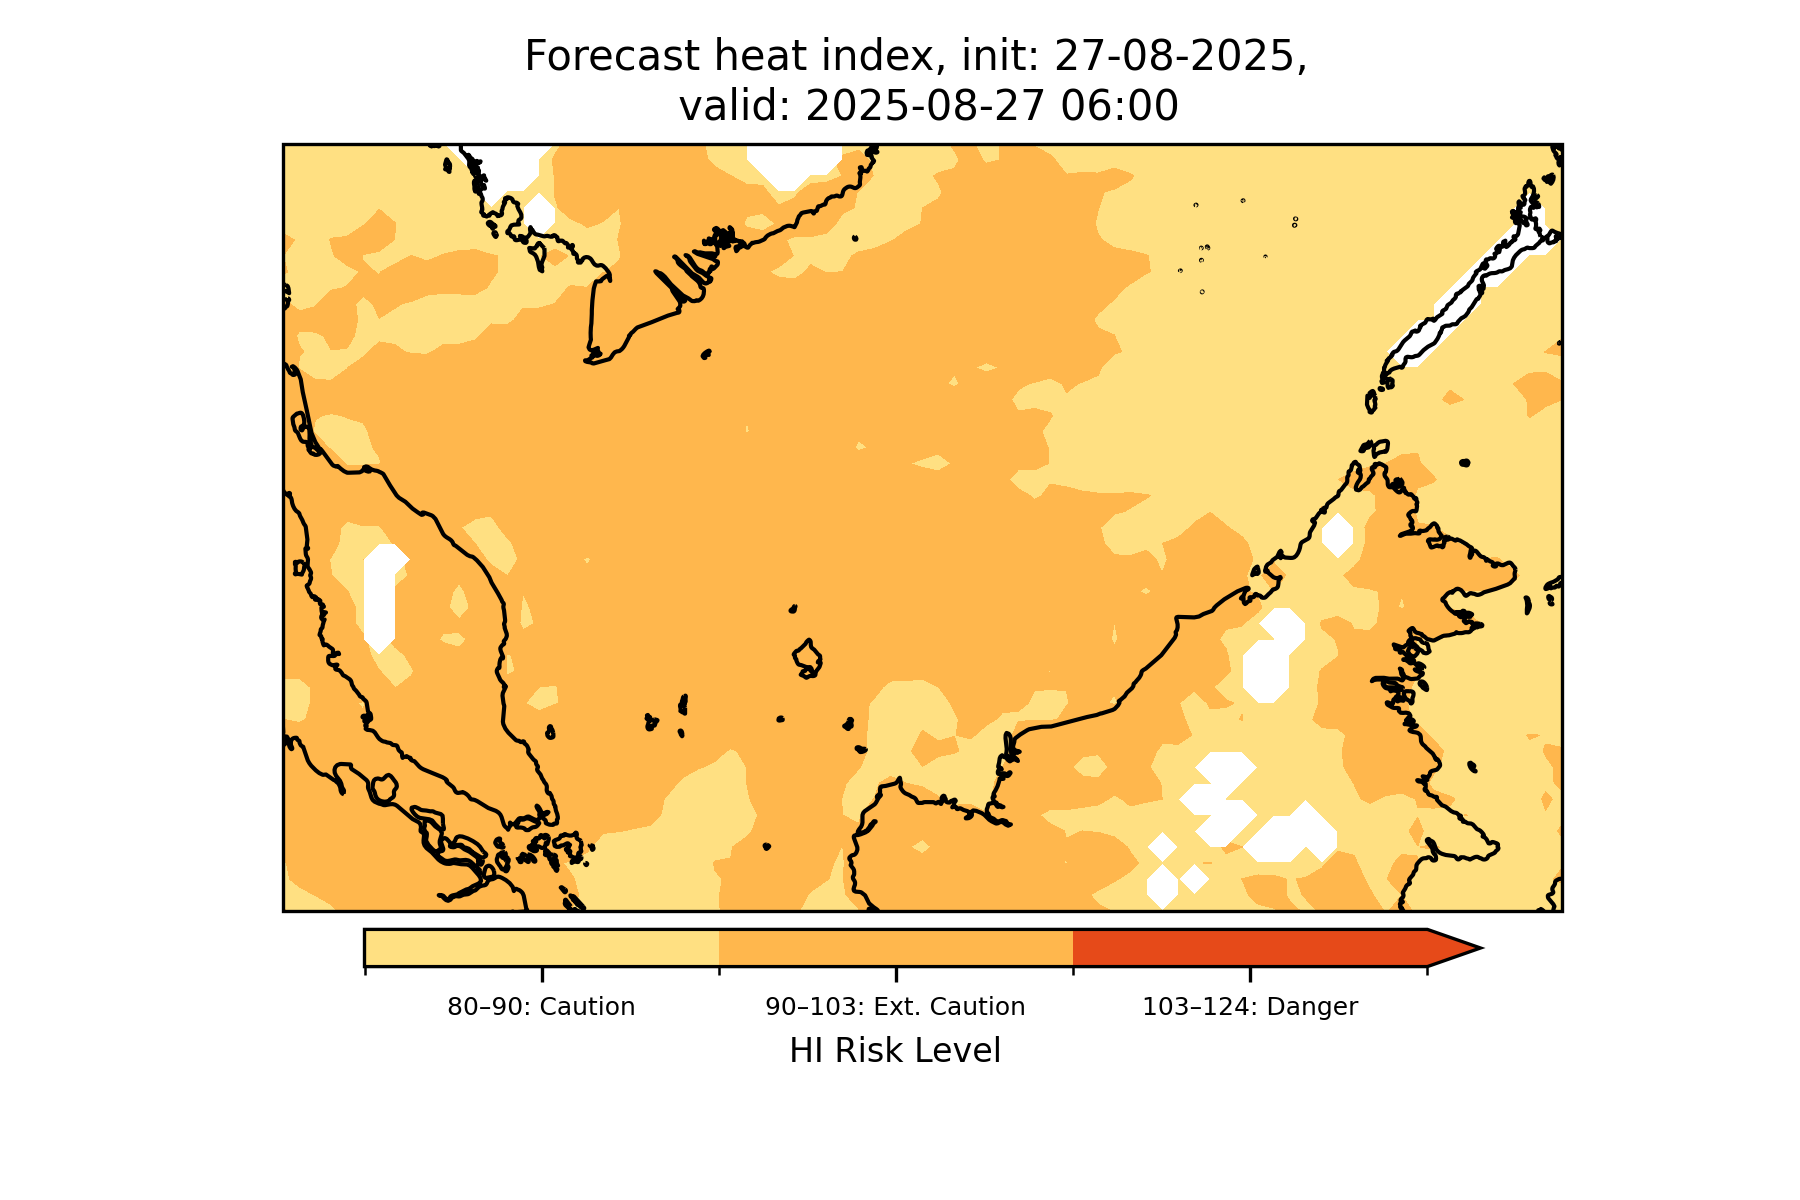 Forecast heat index, init: 27-08-2025,
valid: 2025-08-27 06:00
80–90: Caution
90–103: Ext. Caution
103–124: Danger
HI Risk Level